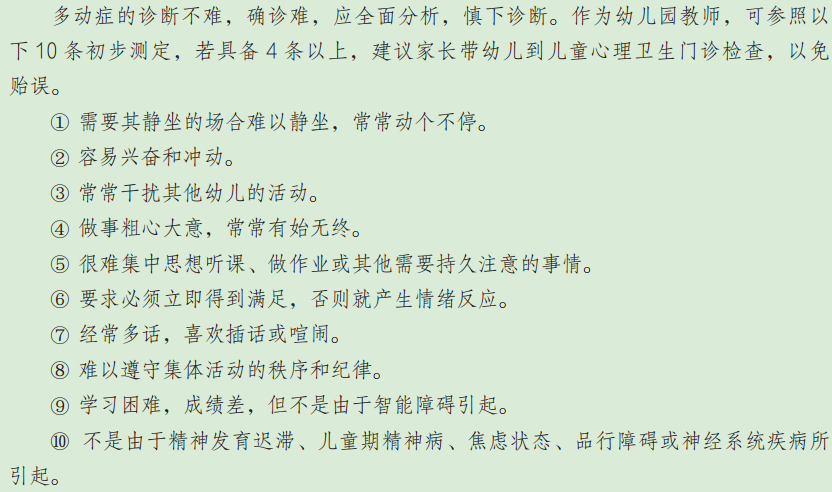 多动症的诊断不难，确诊难，应全面分析，慎下诊断。作为幼儿园教师，可参照以
下 10 条初步测定，若具备 4 条以上，建议家长带幼儿到儿童心理卫生门诊检查，以免
贻误。
① 需要其静坐的场合难以静坐，常常动个不停。
② 容易兴奋和冲动。
③ 常常干扰其他幼儿的活动。
④ 做事粗心大意，常常有始无终。
⑤ 很难集中思想听课、做作业或其他需要持久注意的事情。
⑥ 要求必须立即得到满足，否则就产生情绪反应。
⑦ 经常多话，喜欢插话或喧闹。
⑧ 难以遵守集体活动的秩序和纪律。
⑨ 学习困难，成绩差，但不是由于智能障碍引起。
⑩ 不是由于精神发育迟滞、儿童期精神病、焦虑状态、品行障碍或神经系统疾病所
引起。